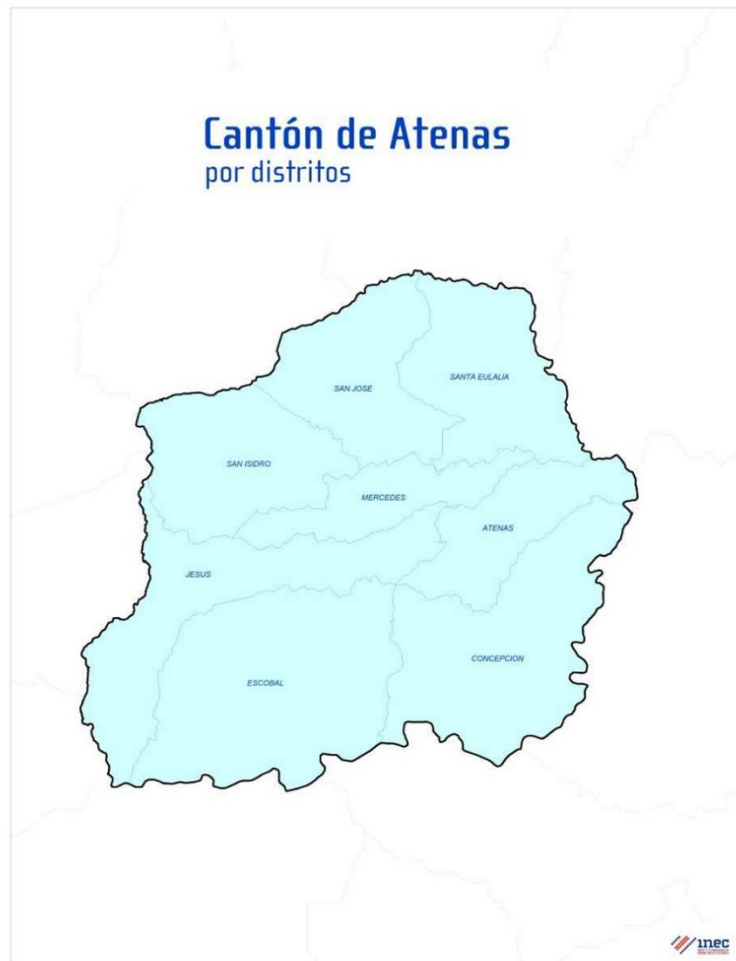 Cantón de Atenas
por distritos
SANTA EULALIA
SAN JOSE
SAN ISIDRO
MERCEDES
ATENAS
JESUS
CONCEPCION
ESCOBAL
inec